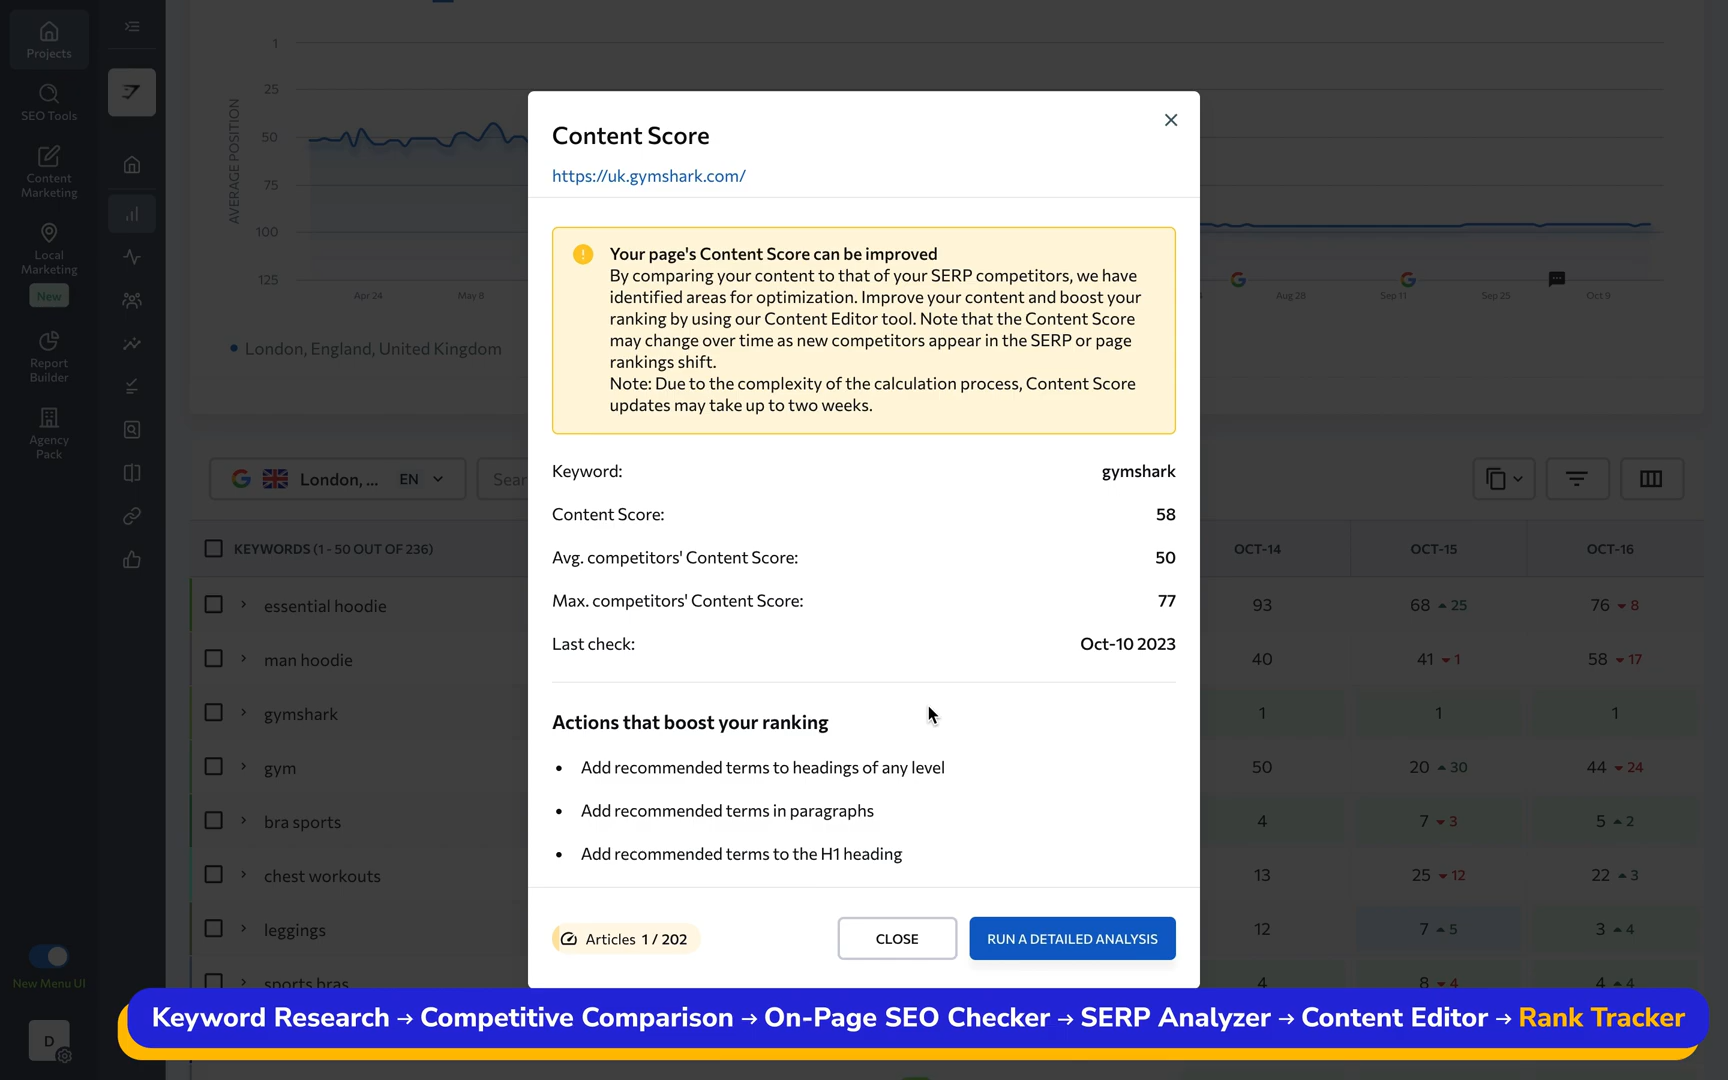 Projects
SEO Tools
Content
Marketing
Local
Marketing
New
Report
Builder
Agency
Pack
New Menu UI
D
AVERAGE POSITION
1
25
50
75
100
125
Apr 24
May 8
Aug 28
Sep 11
Sep 25
Oct 9
London, England, United Kingdom
London, ...
EN
KEYWORDS (1 - 50 OUT OF 236)
OCT-14
OCT-15
OCT-16
essential hoodie
93
68 25
76 8
man hoodie
40
41 1
58 17
gymshark
1
1
1
gym
50
20 30
44 24
bra sports
4
7 3
5 2
chest workouts
13
25 12
22 3
leggings
12
7 5
3 4
sports bras
4
8 4
4 4
Content Score
https://uk.gymshark.com/
Your page's Content Score can be improved
By comparing your content to that of your SERP competitors, we have
identified areas for optimization. Improve your content and boost your
ranking by using our Content Editor tool. Note that the Content Score
may change over time as new competitors appear in the SERP or page
rankings shift.
Note: Due to the complexity of the calculation process, Content Score
updates may take up to two weeks.
Keyword: gymshark
Content Score: 58
Avg. competitors' Content Score: 50
Max. competitors' Content Score: 77
Last check: Oct-10 2023
Actions that boost your ranking
• Add recommended terms to headings of any level
• Add recommended terms in paragraphs
• Add recommended terms to the H1 heading
Articles 1 / 202
CLOSE
RUN A DETAILED ANALYSIS
Keyword Research → Competitive Comparison → On-Page SEO Checker → SERP Analyzer → Content Editor → Rank Tracker